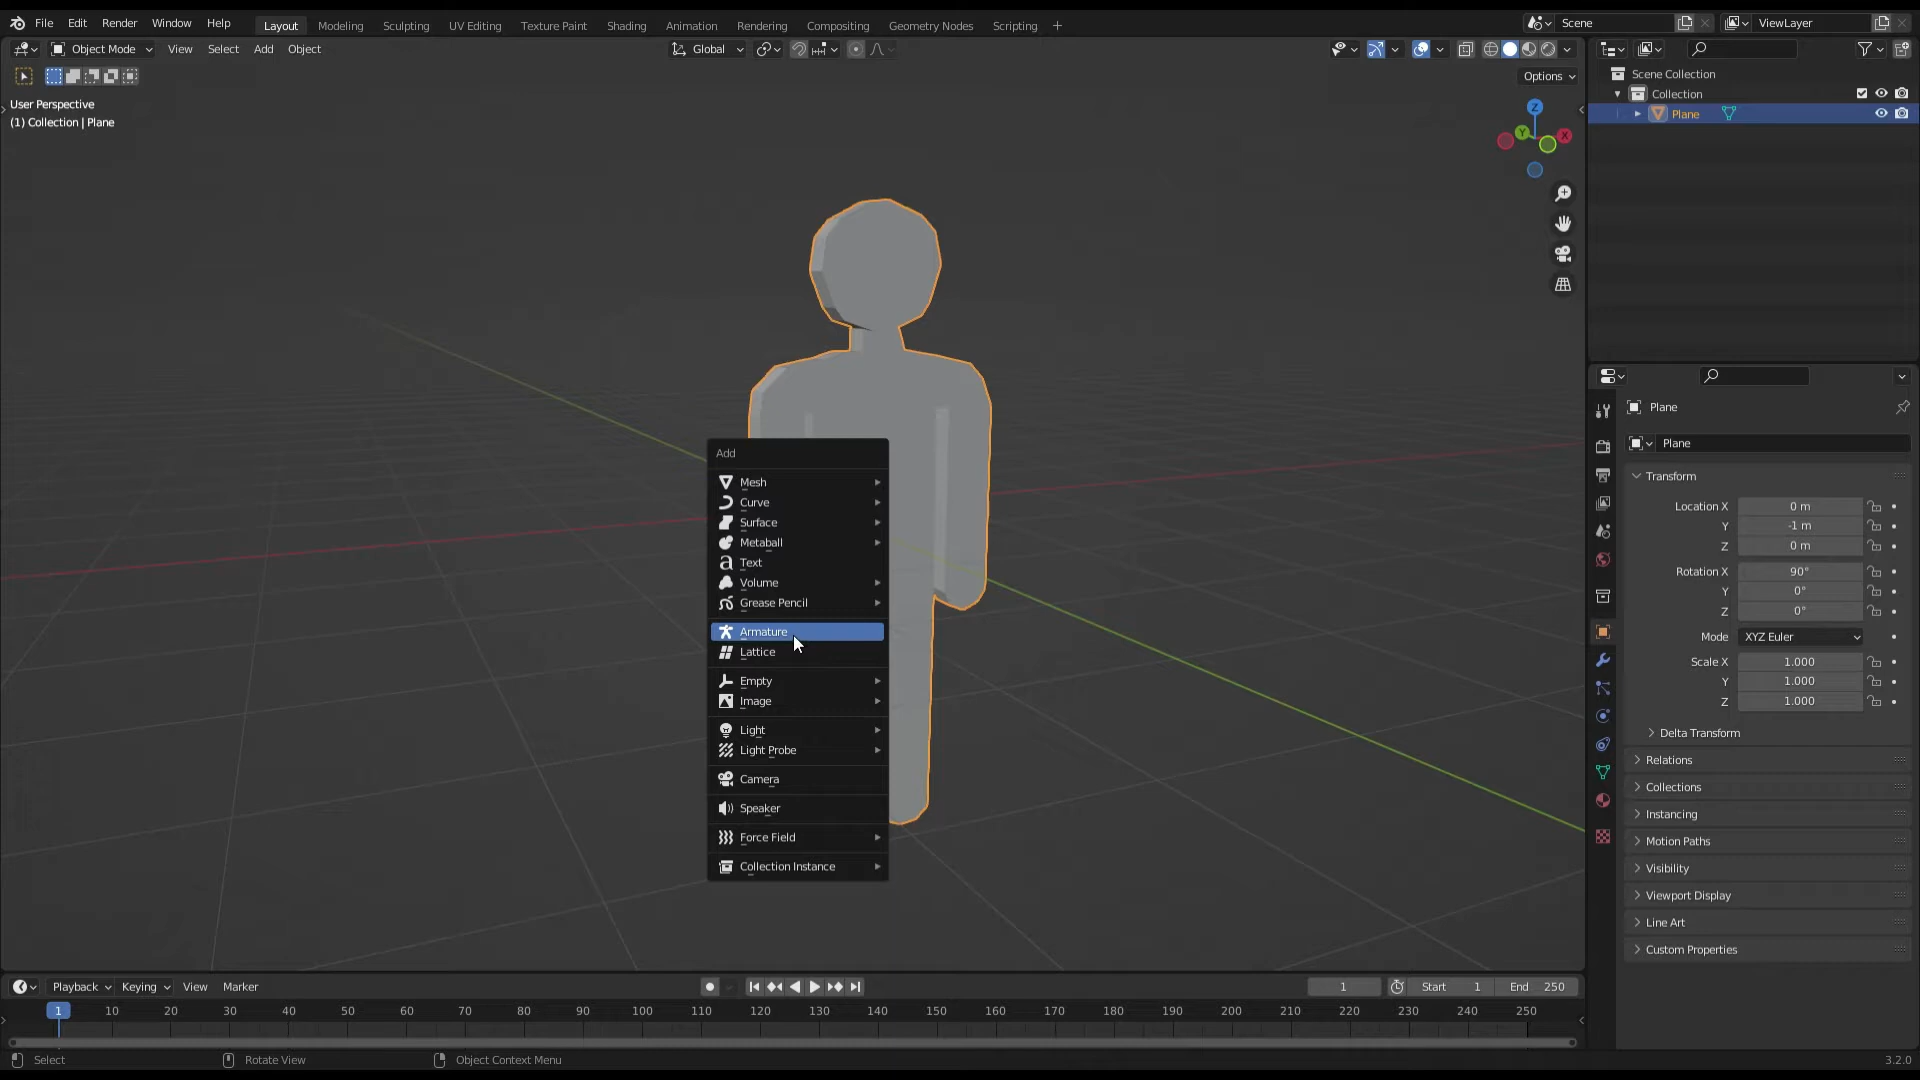 File Edit Render Window Help Layout Modeling Sculpting UV Editing Texture Paint Shading Animation Rendering Compositing Geometry Nodes Scripting + Scene ViewLayer
Object Mode View Select Add Object Global
Options
User Perspective
(1) Collection | Plane
Z
Y
X
Scene Collection
Collection
Plane
Add
Mesh
Curve
Surface
Metaball
Text
Volume
Grease Pencil
Armature
Lattice
Empty
Image
Light
Light Probe
Camera
Speaker
Force Field
Collection Instance
Plane
Plane
Transform
Location X 0 m
Y -1 m
Z 0 m
Rotation X 90°
Y 0°
Z 0°
Mode XYZ Euler
Scale X 1.000
Y 1.000
Z 1.000
Delta Transform
Relations
Collections
Instancing
Motion Paths
Visibility
Viewport Display
Line Art
Custom Properties
Playback Keying View Marker 1 Start 1 End 250
1 10 20 30 40 50 60 70 80 90 100 110 120 130 140 150 160 170 180 190 200 210 220 230 240 250
Select Rotate View Object Context Menu 3.2.0